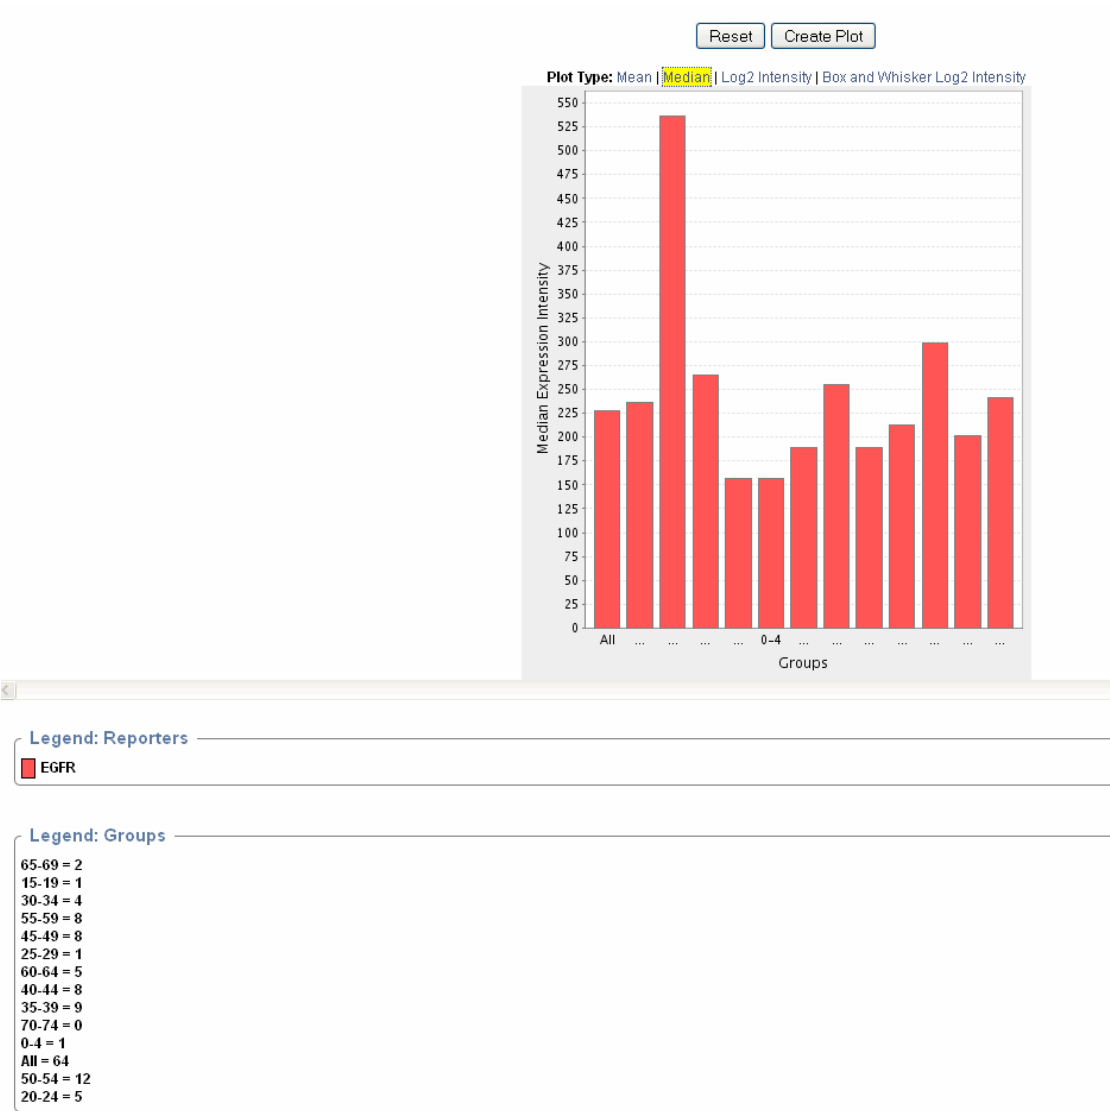 Reset Create Plot
Plot Type: Mean | Median | Log2 Intensity | Box and Whisker Log2 Intensity
550
525
500
475
450
425
400
375
350
325
300
275
250
225
200
175
150
125
100
75
50
25
0
Median Expression Intensity
All ... ... ... ... 0-4 ... ... ... ... ... ... ...
Groups
Legend: Reporters
EGFR
Legend: Groups
65-69 = 2
15-19 = 1
30-34 = 4
55-59 = 8
45-49 = 8
25-29 = 1
60-64 = 5
40-44 = 8
35-39 = 9
70-74 = 0
0-4 = 1
All = 64
50-54 = 12
20-24 = 5